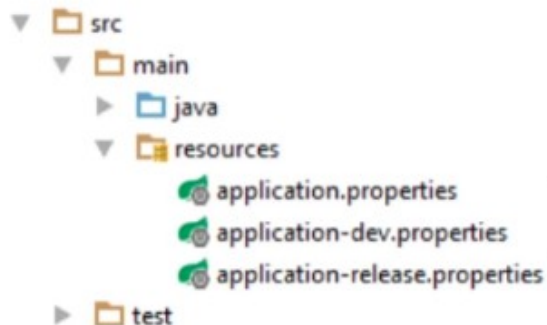 src
main
java
resources
application.properties
application-dev.properties
application-release.properties
test